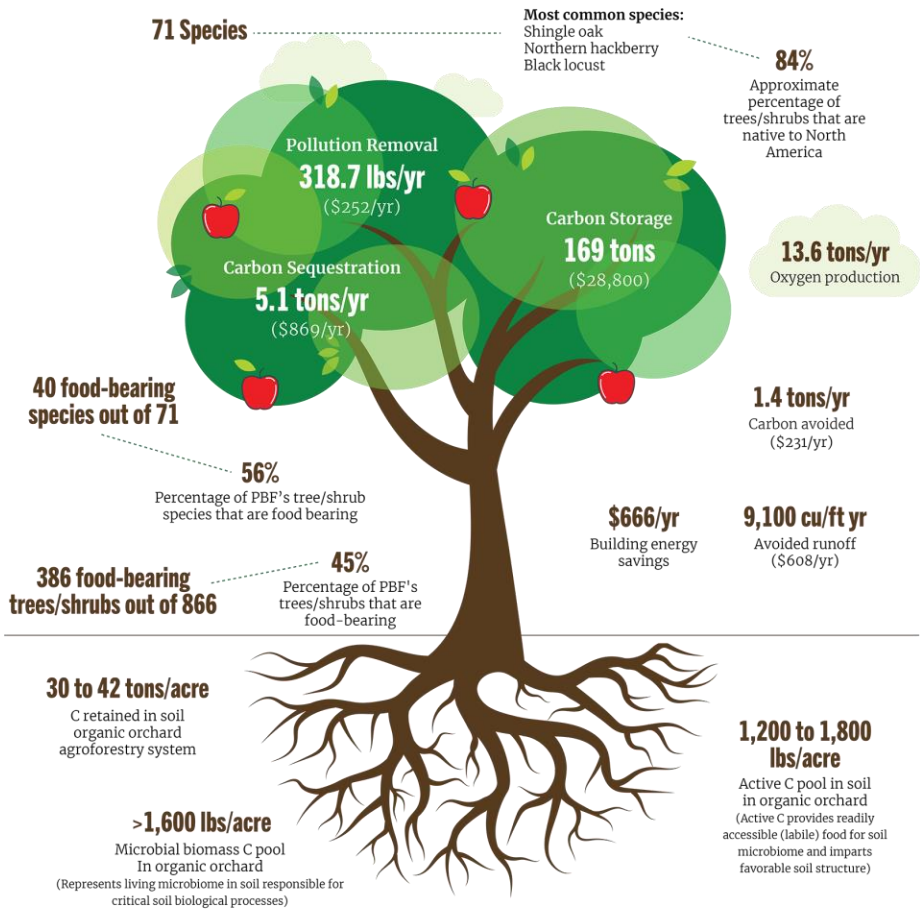 71 Species
Most common species:
Shingle oak
Northern hackberry
Black locust
84%
Approximate
percentage of
trees/shrubs that are
native to North
America
Pollution Removal
318.7 lbs/yr
($252/yr)
Carbon Storage
169 tons
($28,800)
Carbon Sequestration
5.1 tons/yr
($869/yr)
13.6 tons/yr
Oxygen production
40 food-bearing
species out of 71
1.4 tons/yr
Carbon avoided
($231/yr)
56%
Percentage of PBF’s tree/shrub
species that are food bearing
$666/yr
Building energy
savings
9,100 cu/ft yr
Avoided runoff
($608/yr)
386 food-bearing
trees/shrubs out of 866
45%
Percentage of PBF's
trees/shrubs that are
food-bearing
30 to 42 tons/acre
C retained in soil
organic orchard
agroforestry system
1,200 to 1,800
lbs/acre
Active C pool in soil
in organic orchard
(Active C provides readily
accessible (labile) food for soil
microbiome and imparts
favorable soil structure)
>1,600 lbs/acre
Microbial biomass C pool
In organic orchard
(Represents living microbiome in soil responsible for
critical soil biological processes)